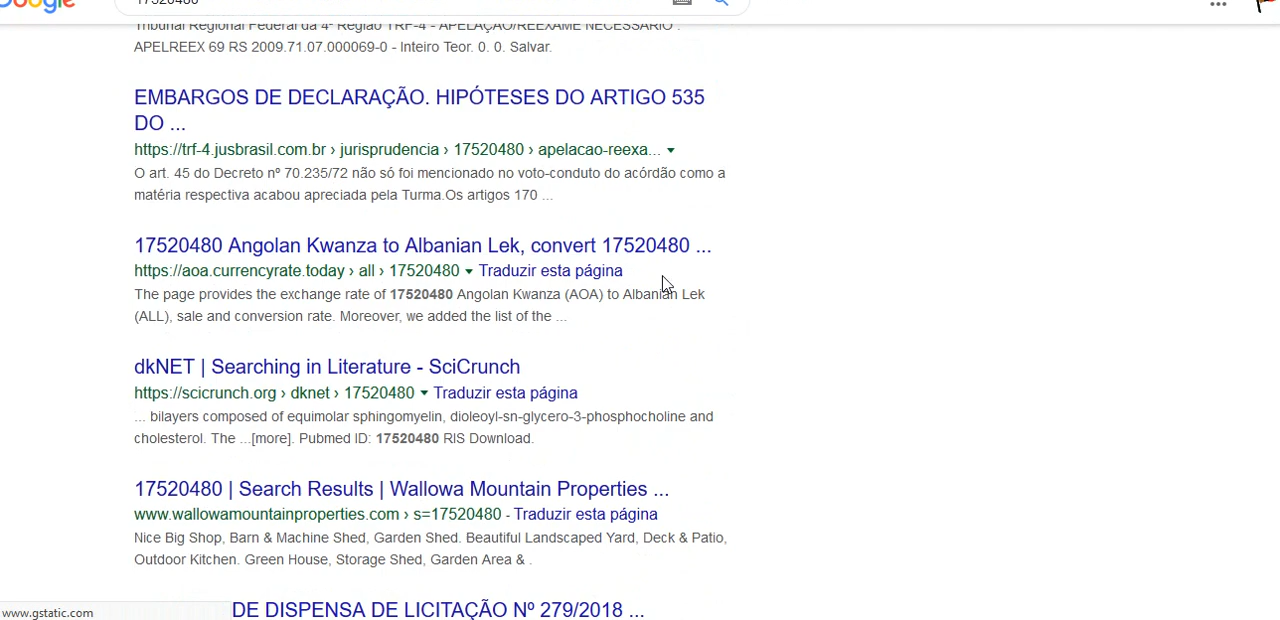 Google 17520480
Tribunal Regional Federal da 4ª Região TRF-4 - APELAÇÃO/REEXAME NECESSÁRIO :
APELREEX 69 RS 2009.71.07.000069-0 - Inteiro Teor. 0. 0. Salvar.
EMBARGOS DE DECLARAÇÃO. HIPÓTESES DO ARTIGO 535
DO ...
https://trf-4.jusbrasil.com.br › jurisprudencia › 17520480 › apelacao-reexa...
O art. 45 do Decreto nº 70.235/72 não só foi mencionado no voto-conduto do acórdão como a
matéria respectiva acabou apreciada pela Turma.Os artigos 170 ...
17520480 Angolan Kwanza to Albanian Lek, convert 17520480 ...
https://aoa.currencyrate.today › all › 17520480 Traduzir esta página
The page provides the exchange rate of 17520480 Angolan Kwanza (AOA) to Albanian Lek
(ALL), sale and conversion rate. Moreover, we added the list of the ...
dkNET | Searching in Literature - SciCrunch
https://scicrunch.org › dknet › 17520480 Traduzir esta página
... bilayers composed of equimolar sphingomyelin, dioleoyl-sn-glycero-3-phosphocholine and
cholesterol. The ...[more]. Pubmed ID: 17520480 RIS Download.
17520480 | Search Results | Wallowa Mountain Properties ...
www.wallowamountainproperties.com › s=17520480 - Traduzir esta página
Nice Big Shop, Barn & Machine Shed, Garden Shed. Beautiful Landscaped Yard, Deck & Patio,
Outdoor Kitchen. Green House, Storage Shed, Garden Area & .
DE DISPENSA DE LICITAÇÃO Nº 279/2018 ...
www.gstatic.com